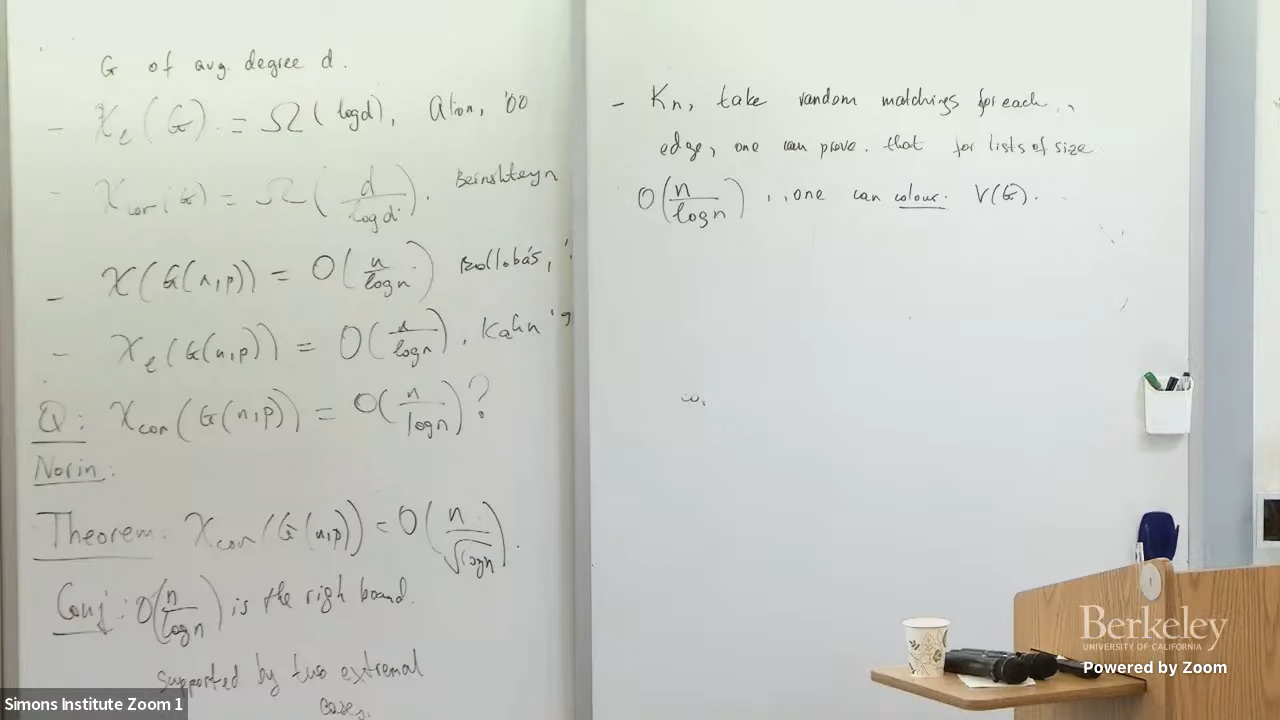 G of avg. degree d.
- χ_ℓ(G) = Ω(log d), Alon, '00
- χ_cor(G) = Ω(d/log d). Bernshteyn
- χ(G(n,p)) = O(n/log n) Bollobás, '
- χ_ℓ(G(n,p)) = O(n/log n), Kahn '9
Q: χ_cor(G(n,p)) = O(n/log n)?
Norin:
Theorem: χ_cor(G(n,p)) = O(n/√log n).
Conj: O(n/log n) is the righ bound.
supported by two extremal
cases.
- Kn, take random matchings for each
edge, one can prove that for lists of size
O(n/log n), one can colour V(G).
Berkeley
UNIVERSITY OF CALIFORNIA
Powered by Zoom
Simons Institute Zoom 1